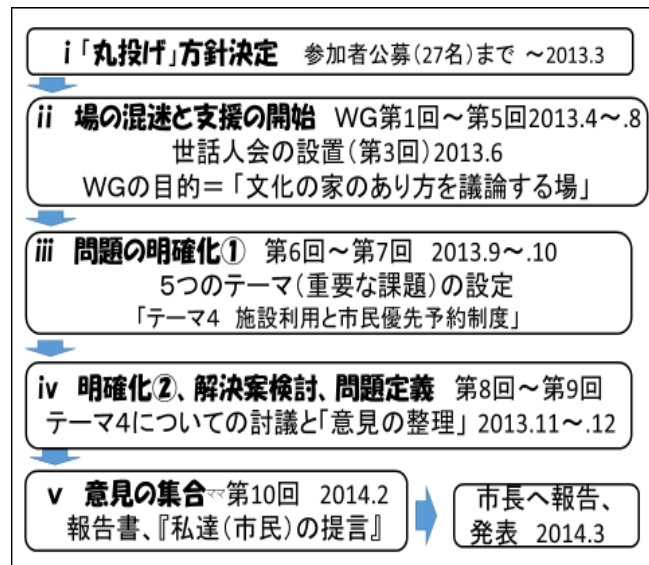 ⅰ「丸投げ」方針決定 参加者公募(27名)まで ~2013.3
ⅱ 場の混迷と支援の開始 WG第1回~第5回2013.4~.8
世話人会の設置(第3回)2013.6
WGの目的=「文化の家のあり方を議論する場」
ⅲ 問題の明確化① 第6回~第7回 2013.9~.10
5つのテーマ(重要な課題)の設定
「テーマ4 施設利用と市民優先予約制度」
ⅳ 明確化②、解決案検討、問題定義 第8回~第9回
テーマ4についての討議と「意見の整理」 2013.11~.12
ⅴ 意見の集合ママ第10回 2014.2
報告書、『私達(市民)の提言』
市長へ報告、
発表 2014.3